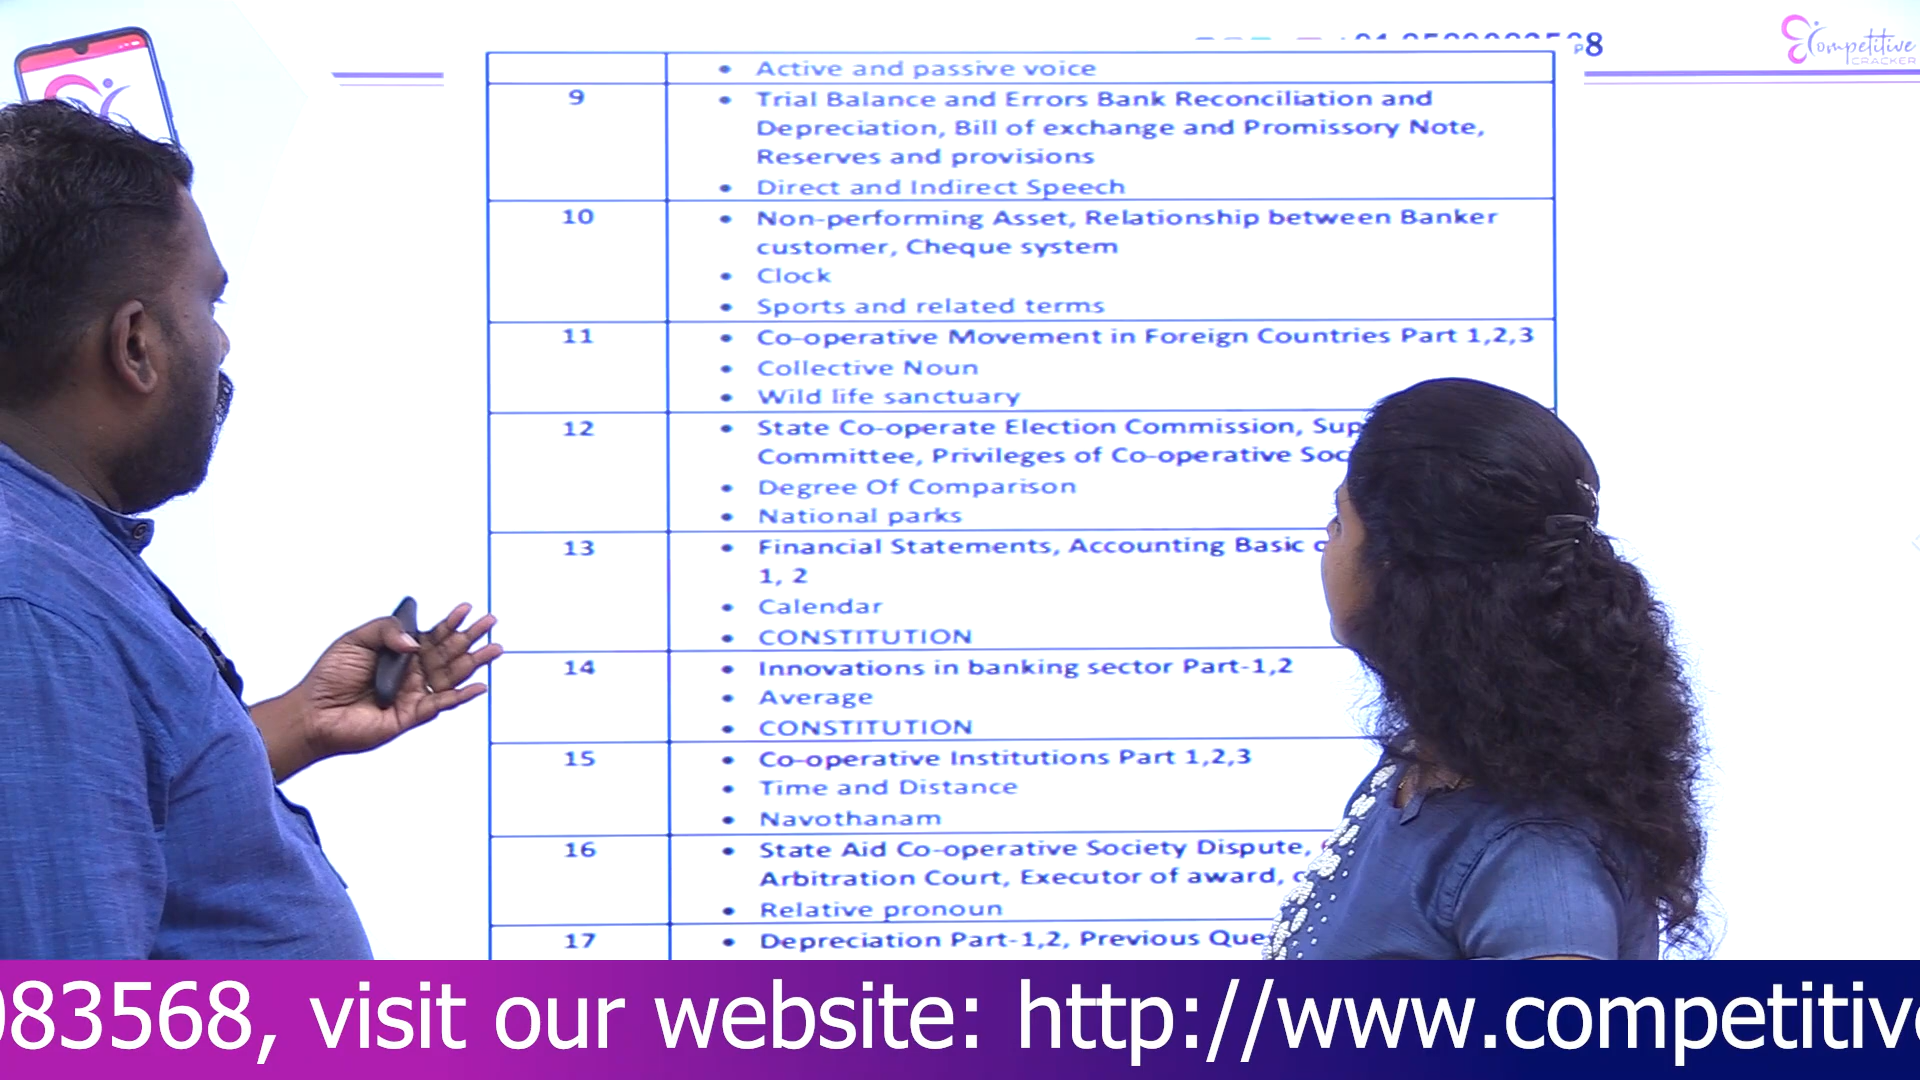 Competitive
CRACKER
• Active and passive voice
9 • Trial Balance and Errors Bank Reconciliation and
Depreciation, Bill of exchange and Promissory Note,
Reserves and provisions
• Direct and Indirect Speech
10 • Non-performing Asset, Relationship between Banker
customer, Cheque system
• Clock
• Sports and related terms
11 • Co-operative Movement in Foreign Countries Part 1,2,3
• Collective Noun
• Wild life sanctuary
12 • State Co-operate Election Commission,
Committee, Privileges of Co-operative
• Degree Of Comparison
• National parks
13 • Financial Statements, Accounting Basic
1, 2
• Calendar
• CONSTITUTION
14 • Innovations in banking sector Part-1,2
• Average
• CONSTITUTION
15 • Co-operative Institutions Part 1,2,3
• Time and Distance
• Navothanam
16 • State Aid Co-operative Society Dispute,
Arbitration Court, Executor of award,
• Relative pronoun
17 • Depreciation Part-1,2, Previous
083568, visit our website: http://www.competitive